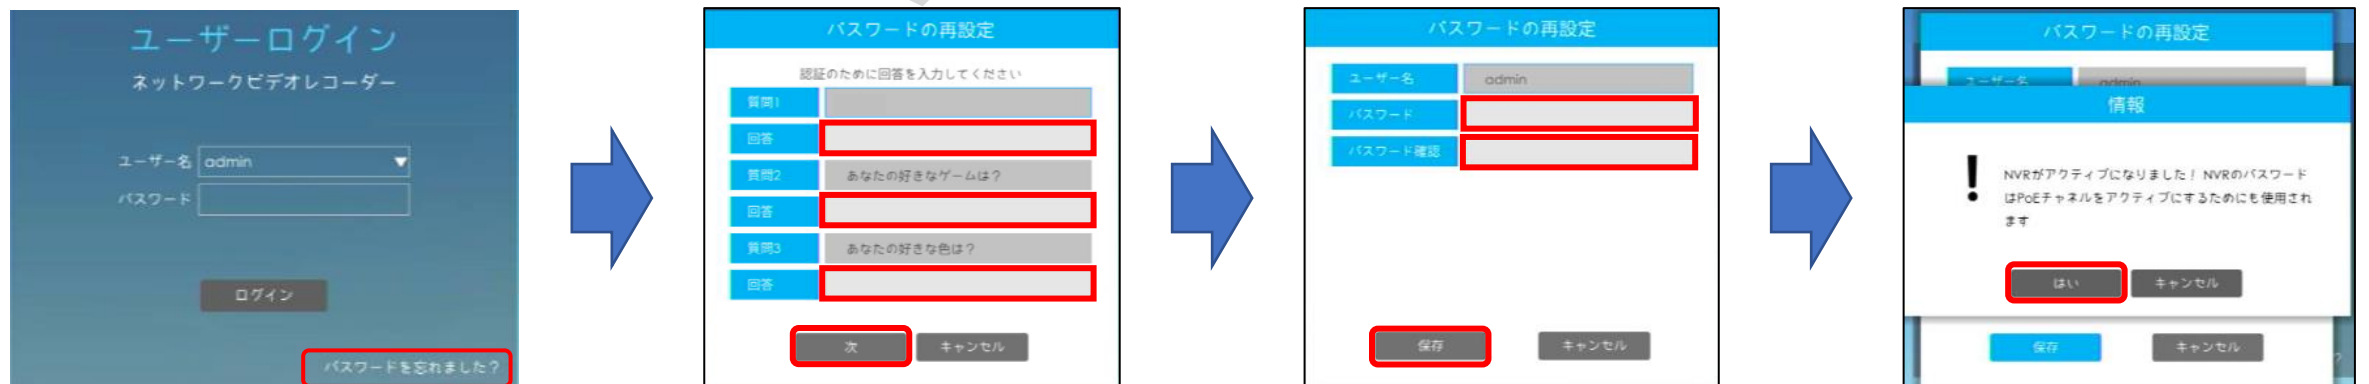 ユーザーログイン
ネットワークビデオレコーダー
ユーザー名 admin
パスワード
ログイン
パスワードを忘れました?
パスワードの再設定
認証のために回答を入力してください
質問1
回答
質問2 あなたの好きなゲームは?
回答
質問3 あなたの好きな色は?
回答
次 キャンセル
パスワードの再設定
ユーザー名 admin
パスワード
パスワード確認
保存 キャンセル
パスワードの再設定
ユーザー名 admin
情報
! NVRがアクティブになりました! NVRのパスワード
はPoEチャネルをアクティブにするためにも使用され
ます
はい キャンセル
保存 キャンセル
?